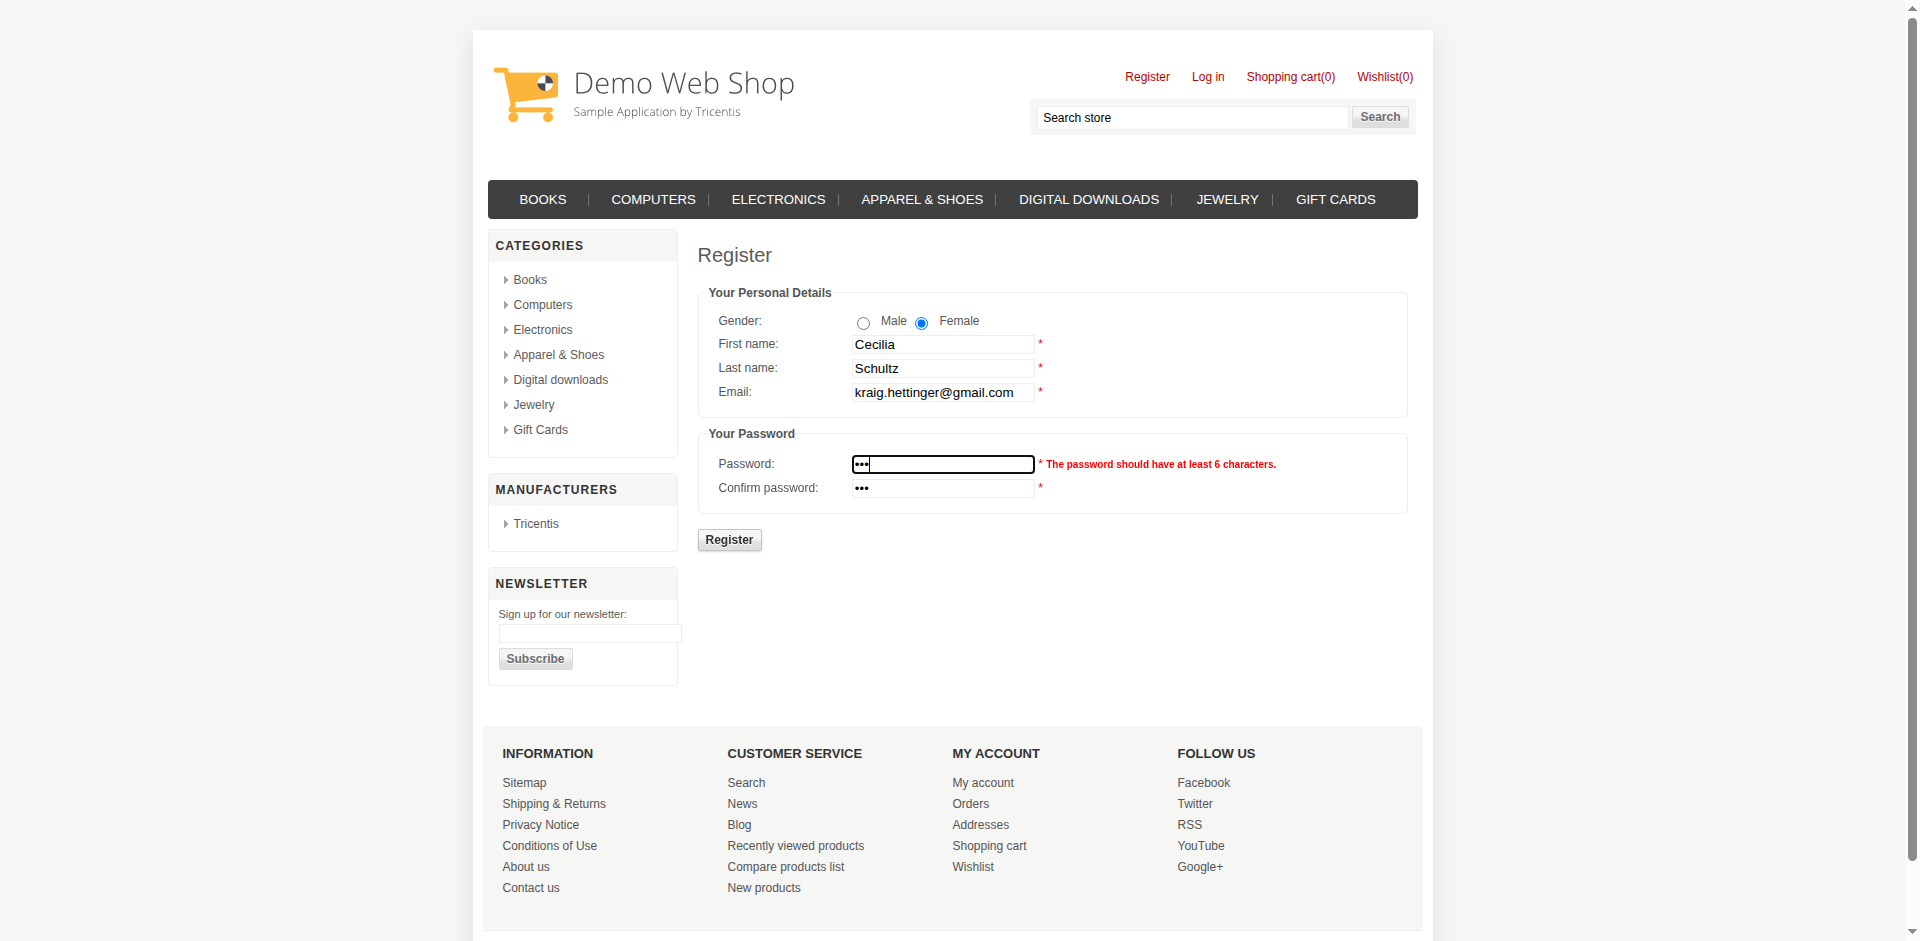 Demo Web Shop
Sample Application by Tricentis
Register Log in Shopping cart(0) Wishlist(0)
Search store Search
BOOKS COMPUTERS ELECTRONICS APPAREL & SHOES DIGITAL DOWNLOADS JEWELRY GIFT CARDS
CATEGORIES
Books
Computers
Electronics
Apparel & Shoes
Digital downloads
Jewelry
Gift Cards
MANUFACTURERS
Tricentis
NEWSLETTER
Sign up for our newsletter:
Subscribe
Register
Your Personal Details
Gender: Male Female
First name: Cecilia *
Last name: Schultz *
Email: kraig.hettinger@gmail.com *
Your Password
Password: ••• * The password should have at least 6 characters.
Confirm password: ••• *
Register
INFORMATION
Sitemap
Shipping & Returns
Privacy Notice
Conditions of Use
About us
Contact us
CUSTOMER SERVICE
Search
News
Blog
Recently viewed products
Compare products list
New products
MY ACCOUNT
My account
Orders
Addresses
Shopping cart
Wishlist
FOLLOW US
Facebook
Twitter
RSS
YouTube
Google+